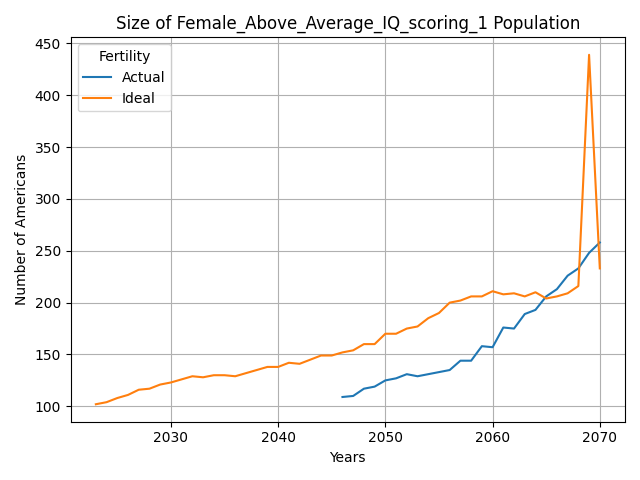 Size of Female_Above_Average_IQ_scoring_1 Population
Fertility
Actual
Ideal
450
400
350
300
250
200
150
100
Number of Americans
2030
2040
2050
2060
2070
Years